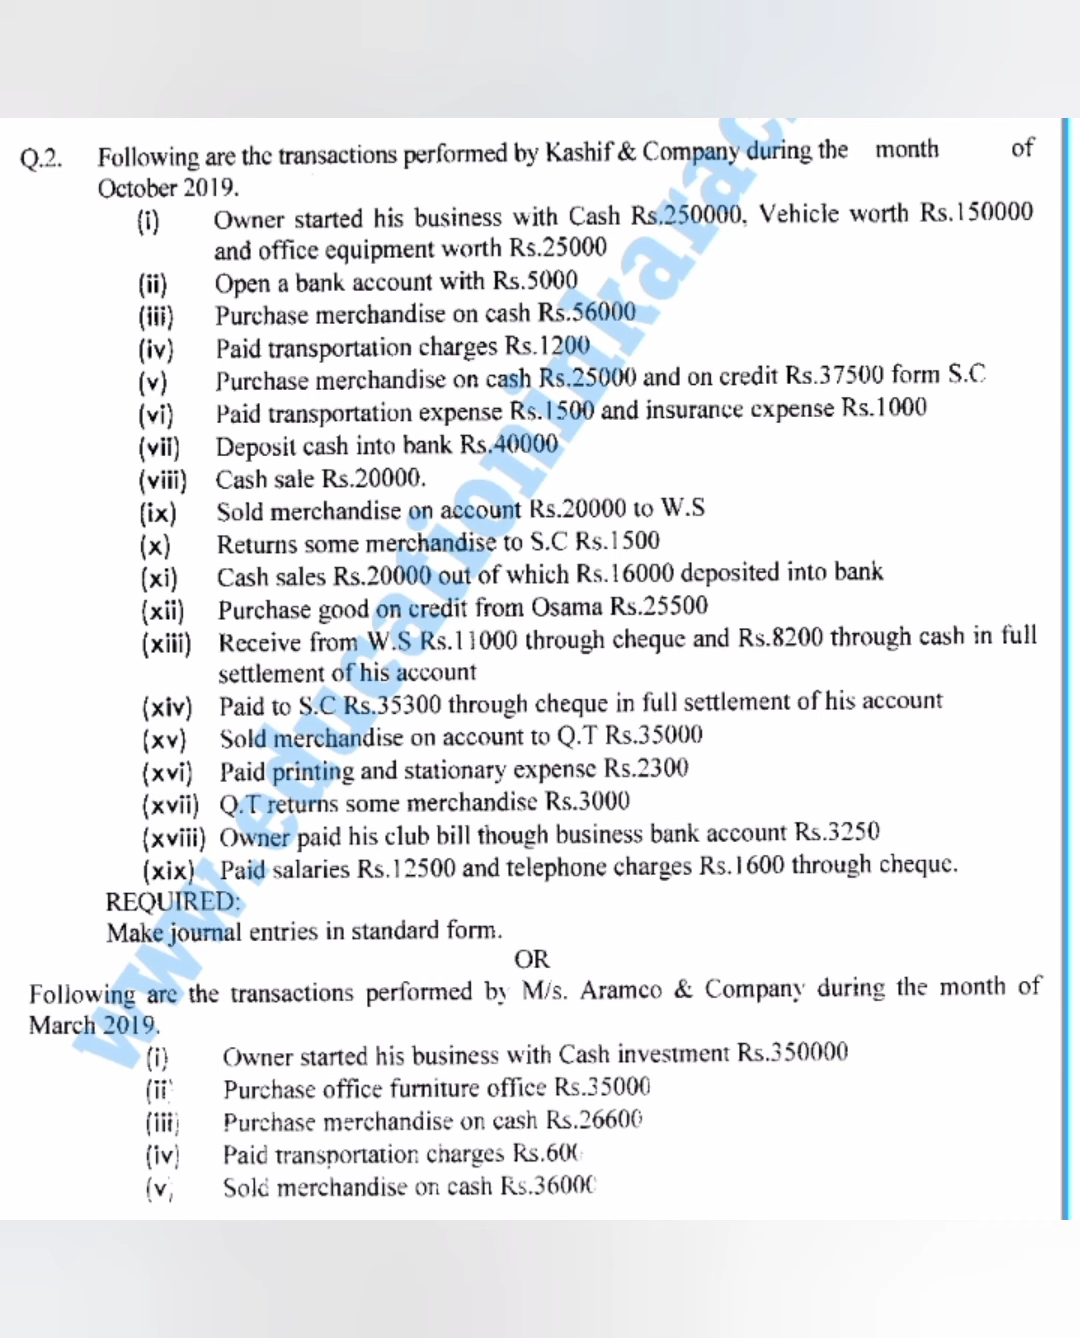 Q.2. Following are the transactions performed by Kashif & Company during the month of
October 2019.
(i) Owner started his business with Cash Rs.250000, Vehicle worth Rs.150000
and office equipment worth Rs.25000
(ii) Open a bank account with Rs.5000
(iii) Purchase merchandise on cash Rs.56000
(iv) Paid transportation charges Rs.1200
(v) Purchase merchandise on cash Rs.25000 and on credit Rs.37500 form S.C
(vi) Paid transportation expense Rs.1500 and insurance expense Rs.1000
(vii) Deposit cash into bank Rs.40000
(viii) Cash sale Rs.20000.
(ix) Sold merchandise on account Rs.20000 to W.S
(x) Returns some merchandise to S.C Rs.1500
(xi) Cash sales Rs.20000 out of which Rs.16000 deposited into bank
(xii) Purchase good on credit from Osama Rs.25500
(xiii) Receive from W.S Rs.11000 through cheque and Rs.8200 through cash in full
settlement of his account
(xiv) Paid to S.C Rs.35300 through cheque in full settlement of his account
(xv) Sold merchandise on account to Q.T Rs.35000
(xvi) Paid printing and stationary expense Rs.2300
(xvii) Q.T returns some merchandise Rs.3000
(xviii) Owner paid his club bill though business bank account Rs.3250
(xix) Paid salaries Rs.12500 and telephone charges Rs.1600 through cheque.
REQUIRED:
Make journal entries in standard form.
OR
Following are the transactions performed by M/s. Aramco & Company during the month of
March 2019.
(i) Owner started his business with Cash investment Rs.350000
(ii) Purchase office furniture office Rs.35000
(iii) Purchase merchandise on cash Rs.26600
(iv) Paid transportation charges Rs.600
(v) Sold merchandise on cash Rs.36000
www.educationinkarac